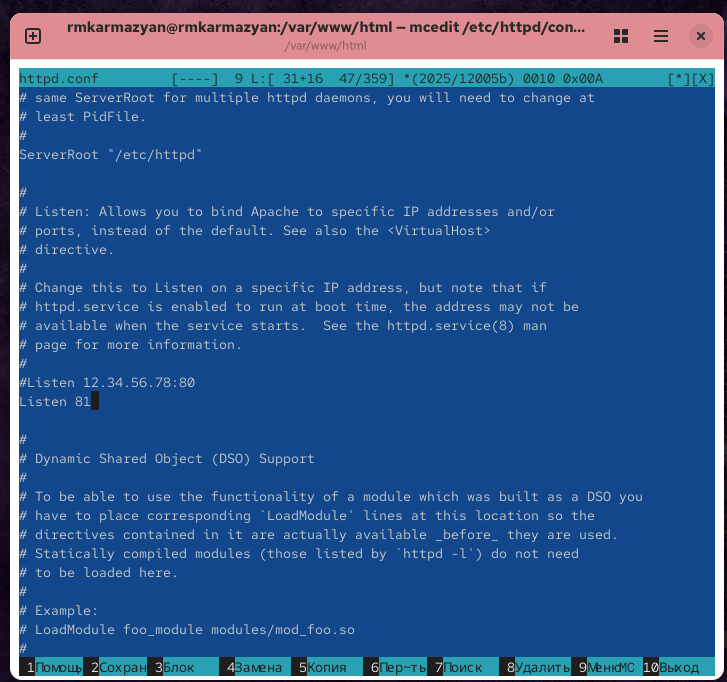 rmkarmazyan@rmkarmazyan:/var/www/html — mcedit /etc/httpd/con...
/var/www/html
httpd.conf         [----]  9 L:[ 31+16  47/359] *(2025/12005b) 0010 0x00A        [*][X]
# same ServerRoot for multiple httpd daemons, you will need to change at
# least PidFile.
#
ServerRoot "/etc/httpd"
#
# Listen: Allows you to bind Apache to specific IP addresses and/or
# ports, instead of the default. See also the <VirtualHost>
# directive.
#
# Change this to Listen on a specific IP address, but note that if
# httpd.service is enabled to run at boot time, the address may not be
# available when the service starts.  See the httpd.service(8) man
# page for more information.
#
#Listen 12.34.56.78:80
Listen 81
#
# Dynamic Shared Object (DSO) Support
#
# To be able to use the functionality of a module which was built as a DSO you
# have to place corresponding `LoadModule' lines at this location so the
# directives contained in it are actually available _before_ they are used.
# Statically compiled modules (those listed by `httpd -l') do not need
# to be loaded here.
#
# Example:
# LoadModule foo_module modules/mod_foo.so
#
1Помощь 2Сохран 3Блок 4Замена 5Копия 6Пер~ть 7Поиск 8Удалить 9МенюMC 10Выход